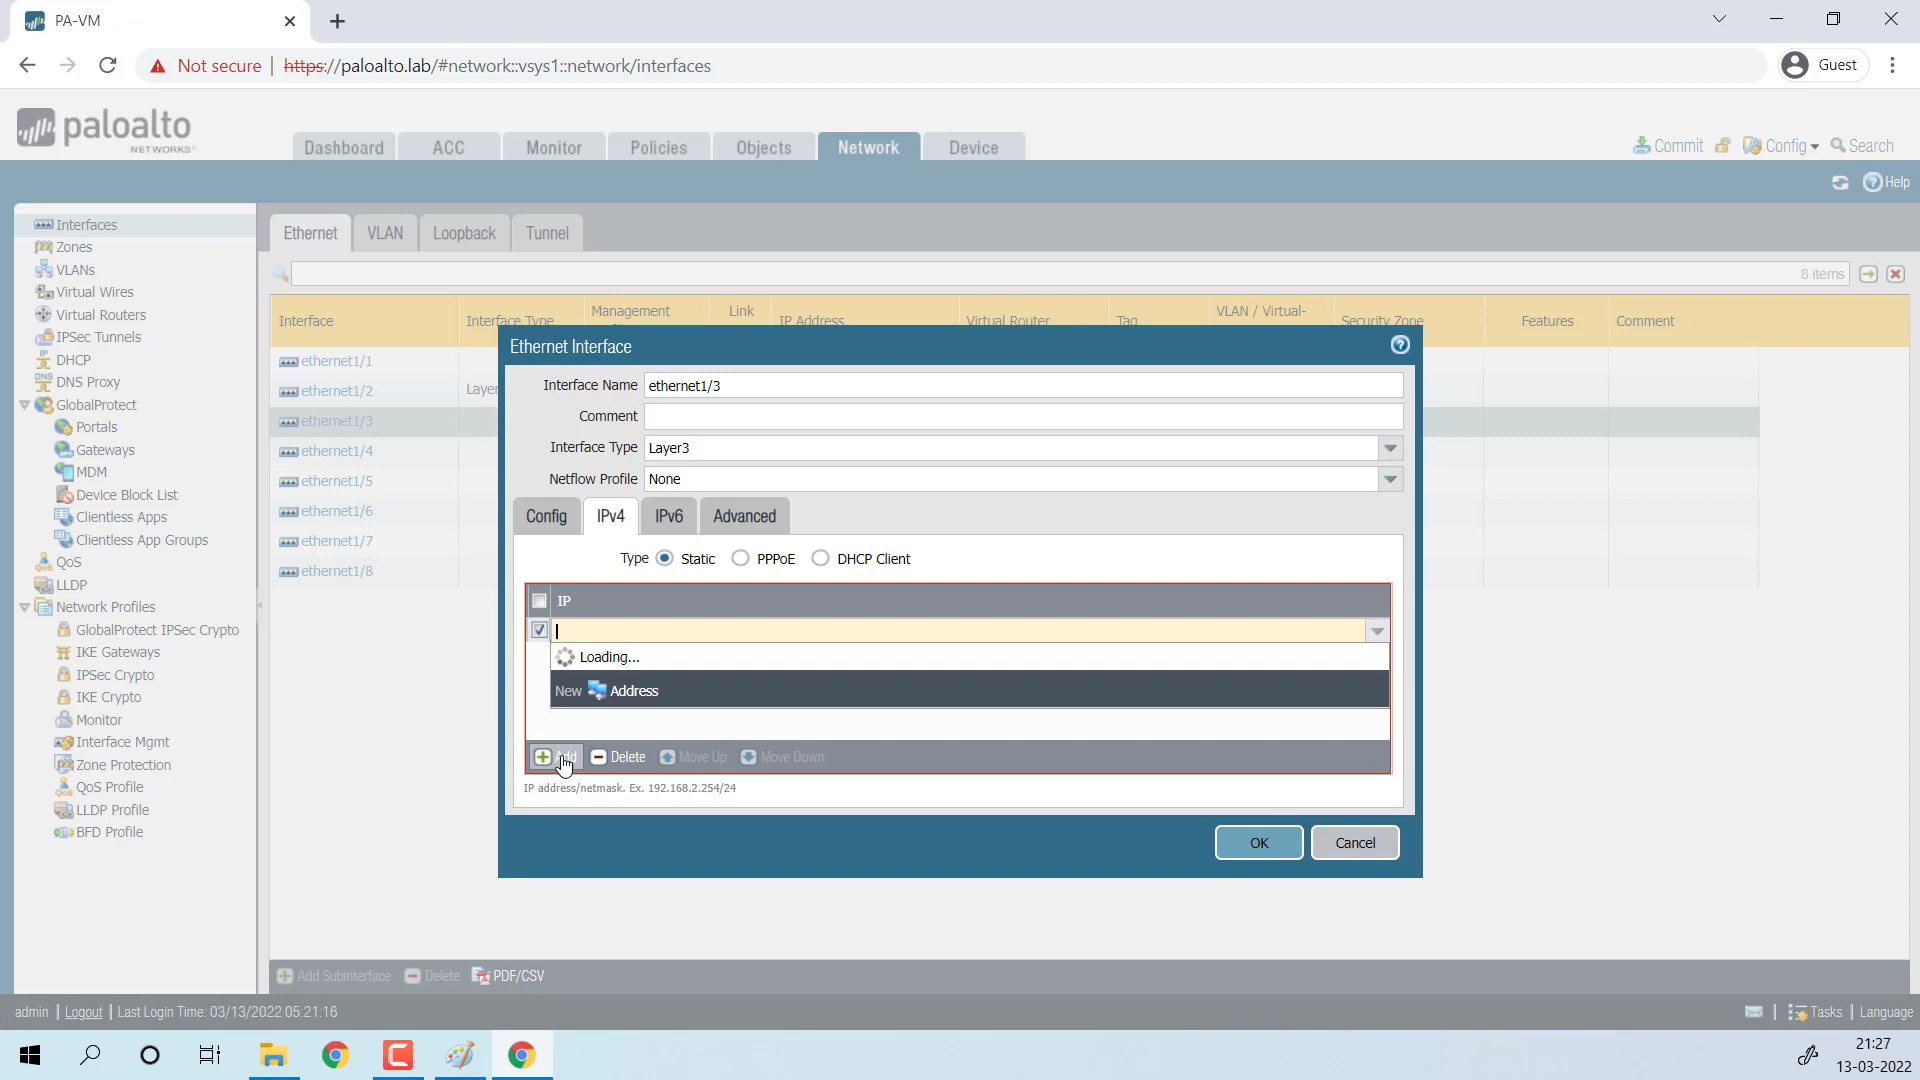 PA-VM
Not secure | https://paloalto.lab/#network::vsys1::network/interfaces
Guest
paloalto
NETWORKS
Dashboard ACC Monitor Policies Objects Network Device
Commit Config Search
Help
Interfaces
Zones
VLANs
Virtual Wires
Virtual Routers
IPSec Tunnels
DHCP
DNS Proxy
GlobalProtect
Portals
Gateways
MDM
Device Block List
Clientless Apps
Clientless App Groups
QoS
LLDP
Network Profiles
GlobalProtect IPSec Crypto
IKE Gateways
IPSec Crypto
IKE Crypto
Monitor
Interface Mgmt
Zone Protection
QoS Profile
LLDP Profile
BFD Profile
Ethernet VLAN Loopback Tunnel
8 items
Interface Interface Type Management Link IP Address Virtual Router Tag VLAN / Virtual- Security Zone Features Comment
ethernet1/1
ethernet1/2 Layer
ethernet1/3
ethernet1/4
ethernet1/5
ethernet1/6
ethernet1/7
ethernet1/8
Ethernet Interface
Interface Name ethernet1/3
Comment
Interface Type Layer3
Netflow Profile None
Config IPv4 IPv6 Advanced
Type Static PPPoE DHCP Client
IP
Loading...
New Address
Add Delete Move Up Move Down
IP address/netmask. Ex. 192.168.2.254/24
OK Cancel
Add Subinterface Delete PDF/CSV
admin | Logout | Last Login Time: 03/13/2022 05:21:16
Tasks | Language
21:27
13-03-2022